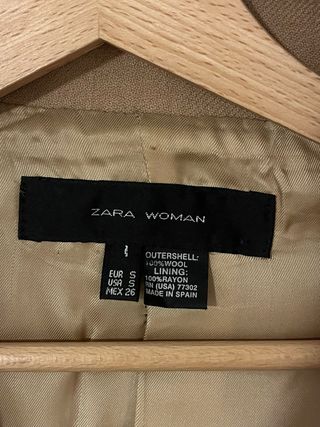 ZARA WOMAN
EUR S
USA S
MEX 26
OUTERSHELL:
100%WOOL
LINING:
100%RAYON
RN (USA) 77302
MADE IN SPAIN